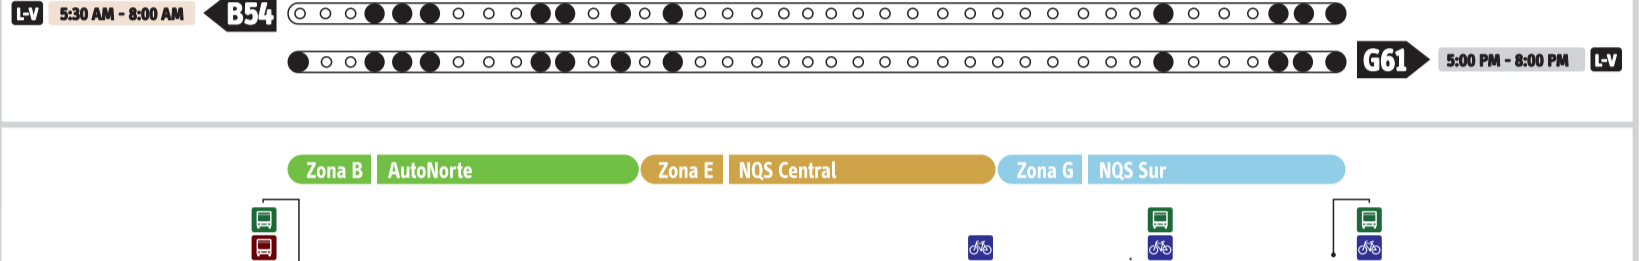 L-V 5:30 AM - 8:00 AM B54
G61 5:00 PM - 8:00 PM L-V
Zona B AutoNorte Zona E NQS Central Zona G NQS Sur